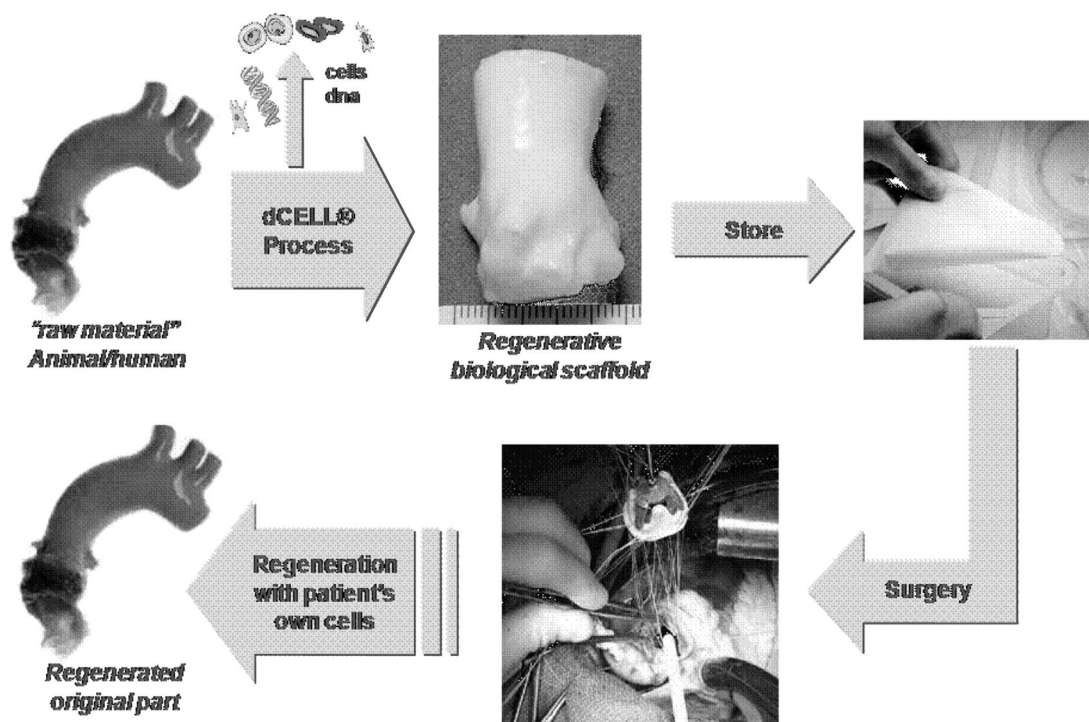 cells
dna
dCELL®
Process
Store
"raw material"
Animal/human
Regenerative
biological scaffold
Surgery
Regeneration
with patient's
own cells
Regenerated
original part